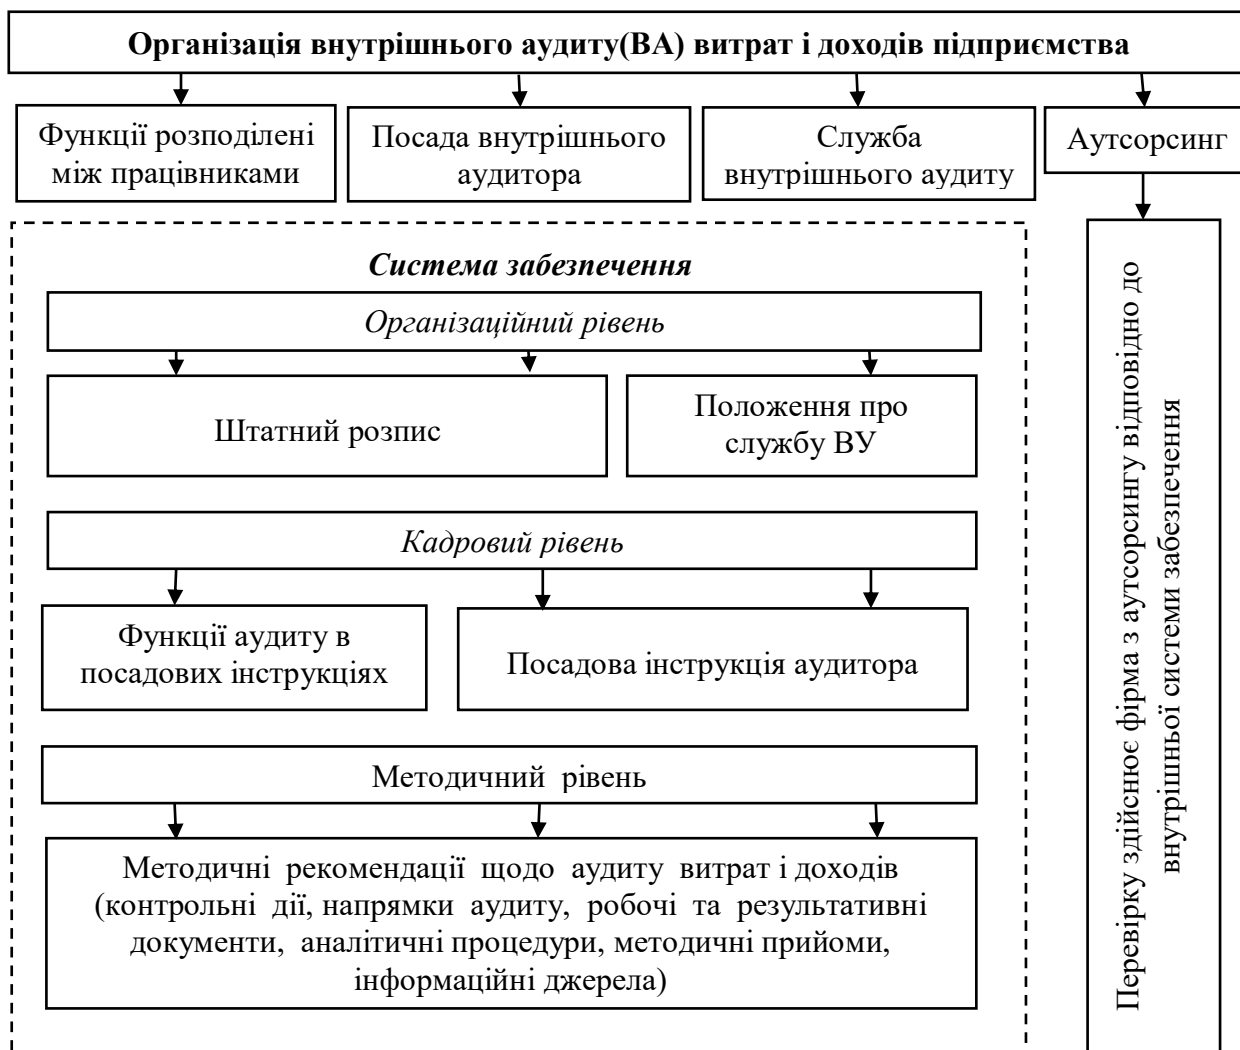 Організація внутрішнього аудиту(ВА) витрат і доходів підприємства
Функції розподілені
між працівниками
Посада внутрішнього
аудитора
Служба
внутрішнього аудиту
Аутсорсинг
Система забезпечення
Організаційний рівень
Штатний розпис
Положення про
службу ВУ
Кадровий рівень
Функції аудиту в
посадових інструкціях
Посадова інструкція аудитора
Методичний рівень
Методичні рекомендації щодо аудиту витрат і доходів
(контрольні дії, напрямки аудиту, робочі та результативні
документи, аналітичні процедури, методичні прийоми,
інформаційні джерела)
Перевірку здійснює фірма з аутсорсингу відповідно до
внутрішньої системи забезпечення